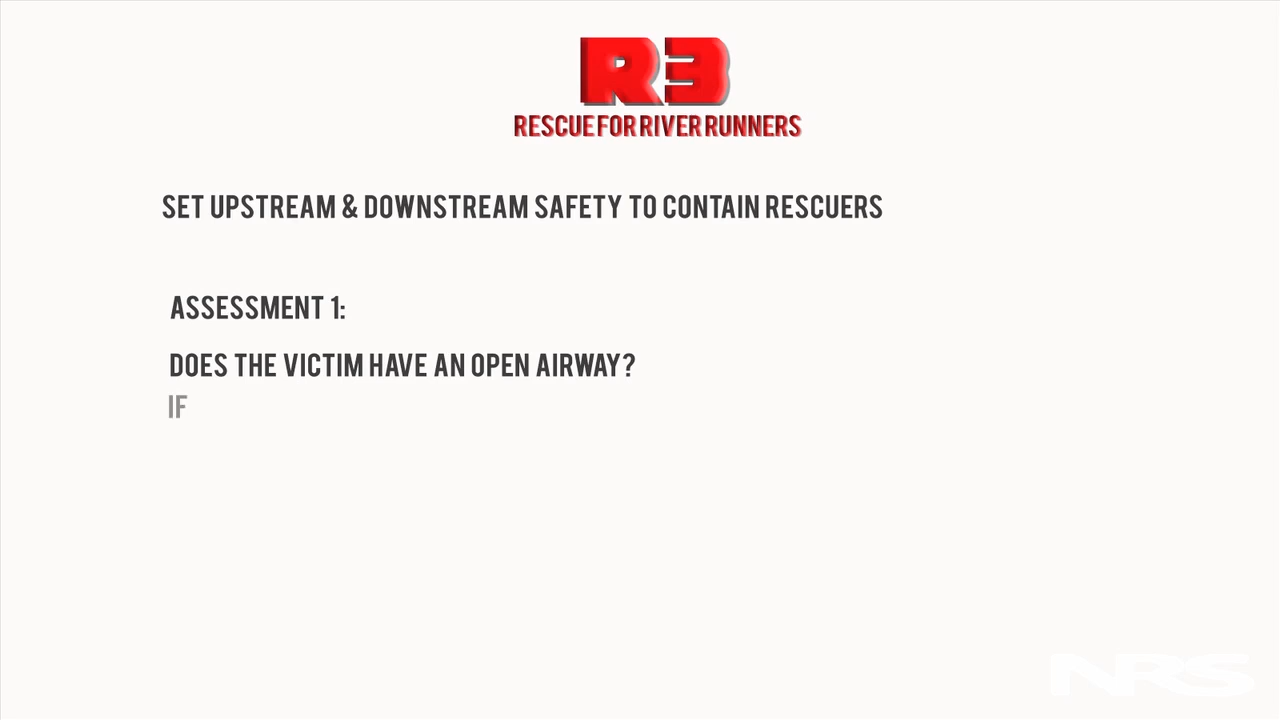 R3
RESCUE FOR RIVER RUNNERS
SET UPSTREAM & DOWNSTREAM SAFETY TO CONTAIN RESCUERS
ASSESSMENT 1:
DOES THE VICTIM HAVE AN OPEN AIRWAY?
IF
NRS